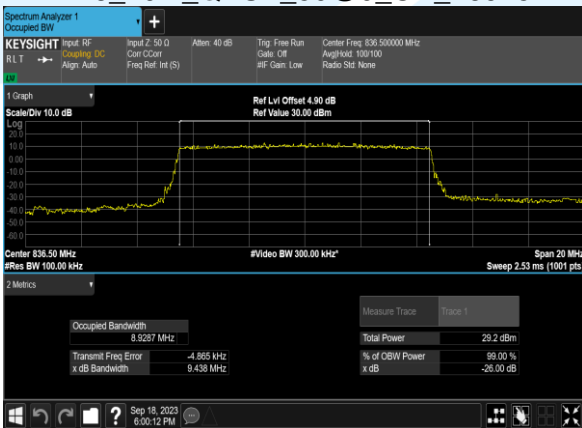 Spectrum Analyzer 1
Occupied BW
KEYSIGHT
R L T
LW
Input: RF
Coupling: DC
Align: Auto
Input Z: 50 Ω
Corr CCorr
Freq Ref: Int (S)
Atten: 40 dB
Trig: Free Run
Gate: Off
#IF Gain: Low
Center Freq: 836.500000 MHz
Avg|Hold: 100/100
Radio Std: None
1 Graph
Scale/Div 10.0 dB
Ref Lvl Offset 4.90 dB
Ref Value 30.00 dBm
Log
20.0
10.0
0.00
-10.0
-20.0
-30.0
-40.0
-50.0
-60.0
Center 836.50 MHz
#Res BW 100.00 kHz
#Video BW 300.00 kHz*
Span 20 MHz
Sweep 2.53 ms (1001 pts
2 Metrics
Measure Trace Trace 1
Occupied Bandwidth
8.9287 MHz
Total Power 29.2 dBm
Transmit Freq Error -4.865 kHz
% of OBW Power 99.00 %
x dB Bandwidth 9.438 MHz
x dB -26.00 dB
?
Sep 18, 2023
6:00:12 PM